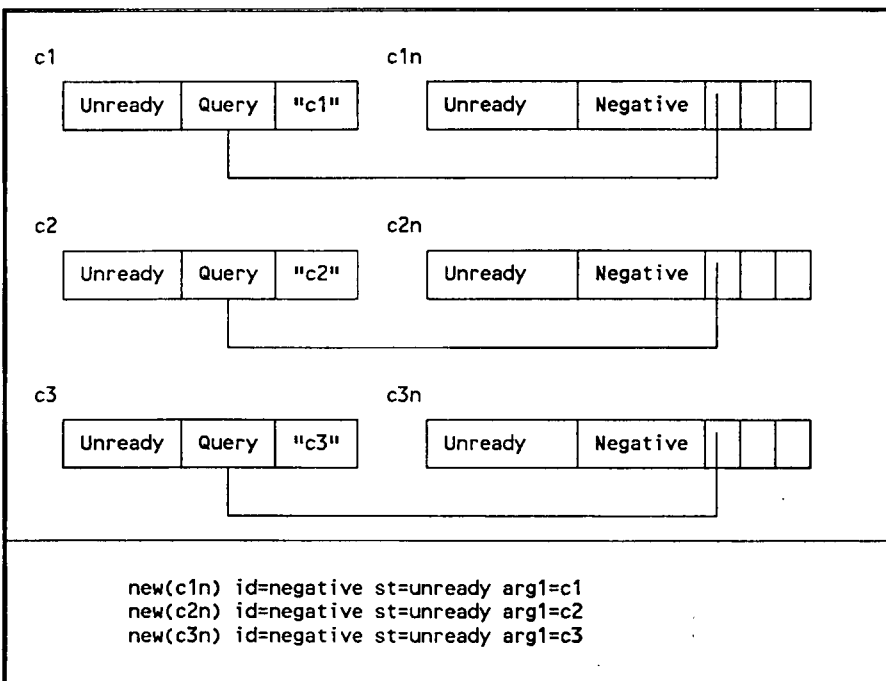 c1 c1n
Unready Query "c1" Unready Negative
c2 c2n
Unready Query "c2" Unready Negative
c3 c3n
Unready Query "c3" Unready Negative
new(c1n) id=negative st=unready arg1=c1
new(c2n) id=negative st=unready arg1=c2
new(c3n) id=negative st=unready arg1=c3